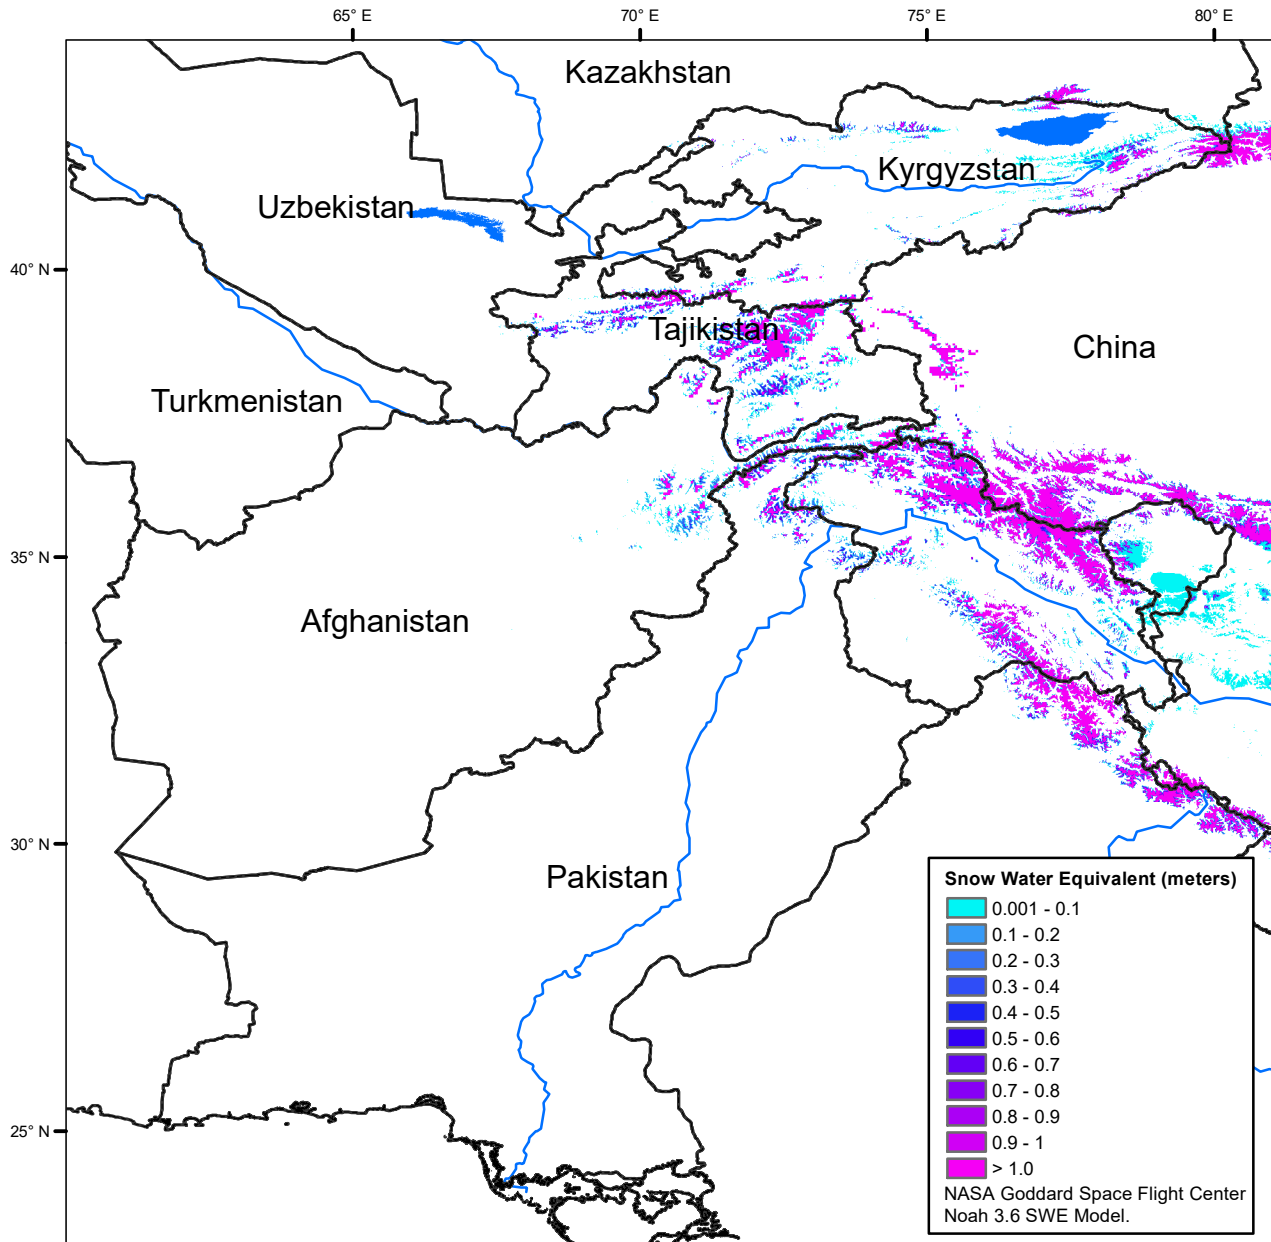 65° E
70° E
75° E
80° E
Kazakhstan
Kyrgyzstan
Uzbekistan
40° N
Tajikistan
China
Turkmenistan
35° N
Afghanistan
30° N
Pakistan
25° N
Snow Water Equivalent (meters)
0.001 - 0.1
0.1 - 0.2
0.2 - 0.3
0.3 - 0.4
0.4 - 0.5
0.5 - 0.6
0.6 - 0.7
0.7 - 0.8
0.8 - 0.9
0.9 - 1
> 1.0
NASA Goddard Space Flight Center
Noah 3.6 SWE Model.